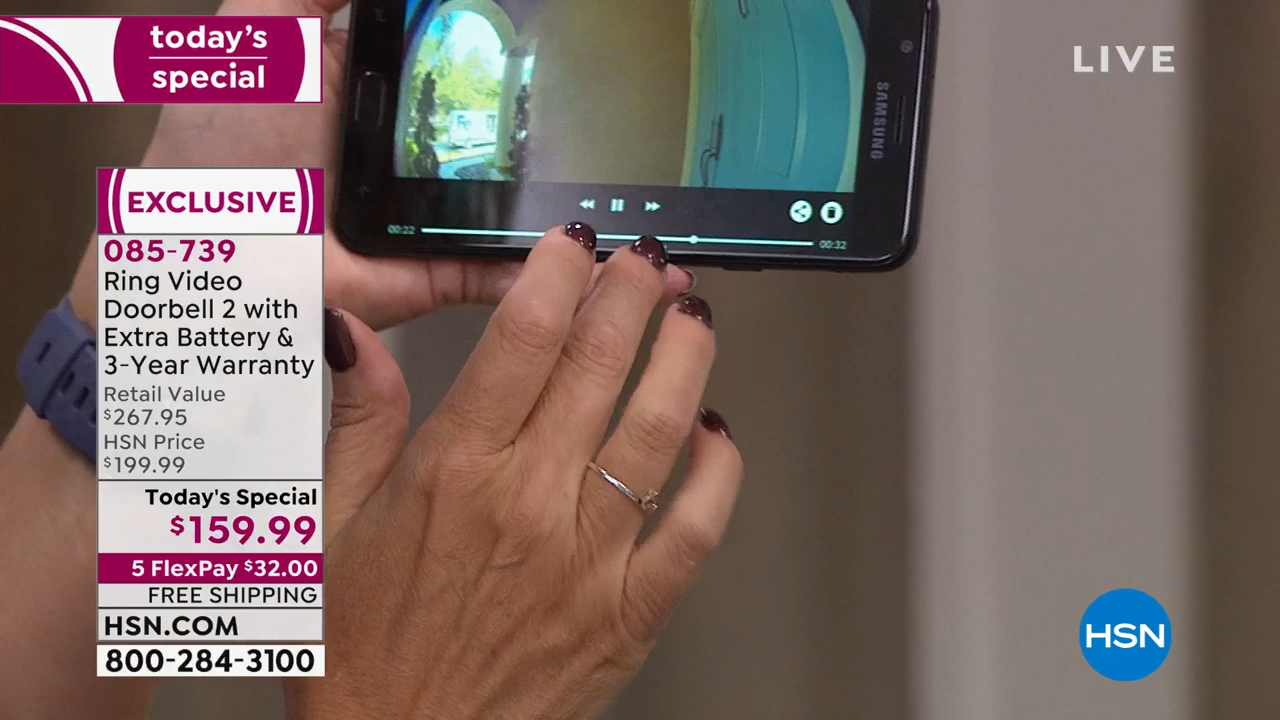 today's
special
LIVE
SAMSUNG
00:22
00:32
EXCLUSIVE
085-739
Ring Video
Doorbell 2 with
Extra Battery &
3-Year Warranty
Retail Value
$267.95
HSN Price
$199.99
Today's Special
$159.99
5 FlexPay $32.00
FREE SHIPPING
HSN.COM
800-284-3100
HSN